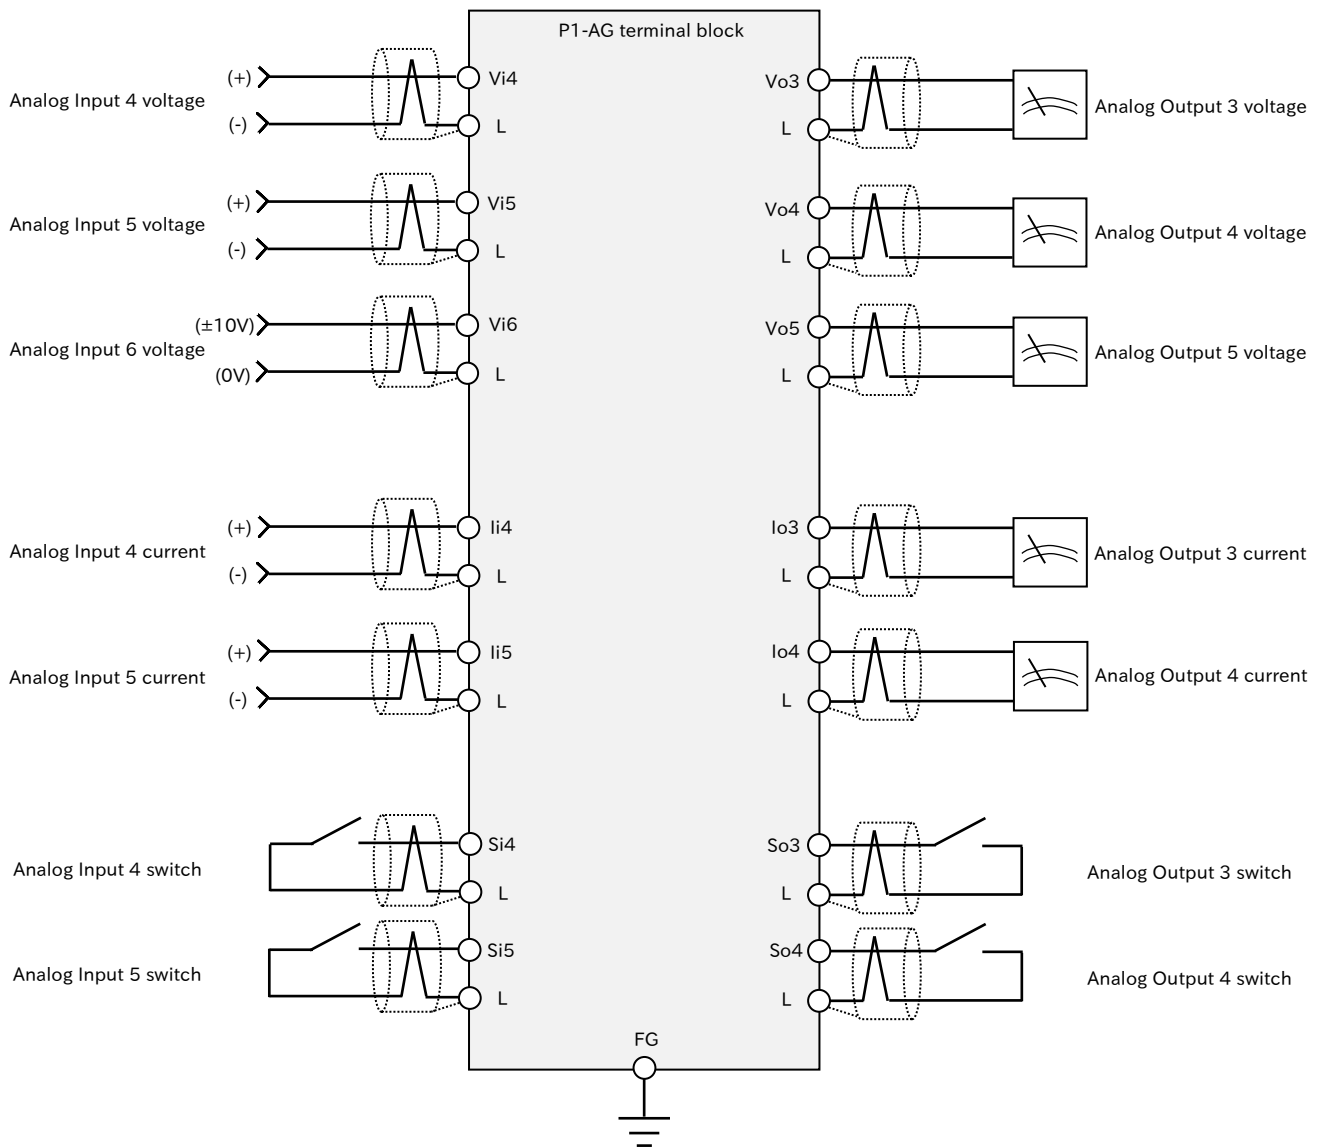 P1-AG terminal block
Analog Input 4 voltage
(+)
(-)
Vi4
L
Analog Input 5 voltage
(+)
(-)
Vi5
L
Analog Input 6 voltage
(±10V)
(0V)
Vi6
L
Analog Input 4 current
(+)
(-)
Ii4
L
Analog Input 5 current
(+)
(-)
Ii5
L
Analog Input 4 switch
Si4
L
Analog Input 5 switch
Si5
L
Vo3
L
Analog Output 3 voltage
Vo4
L
Analog Output 4 voltage
Vo5
L
Analog Output 5 voltage
Io3
L
Analog Output 3 current
Io4
L
Analog Output 4 current
So3
L
Analog Output 3 switch
So4
L
Analog Output 4 switch
FG